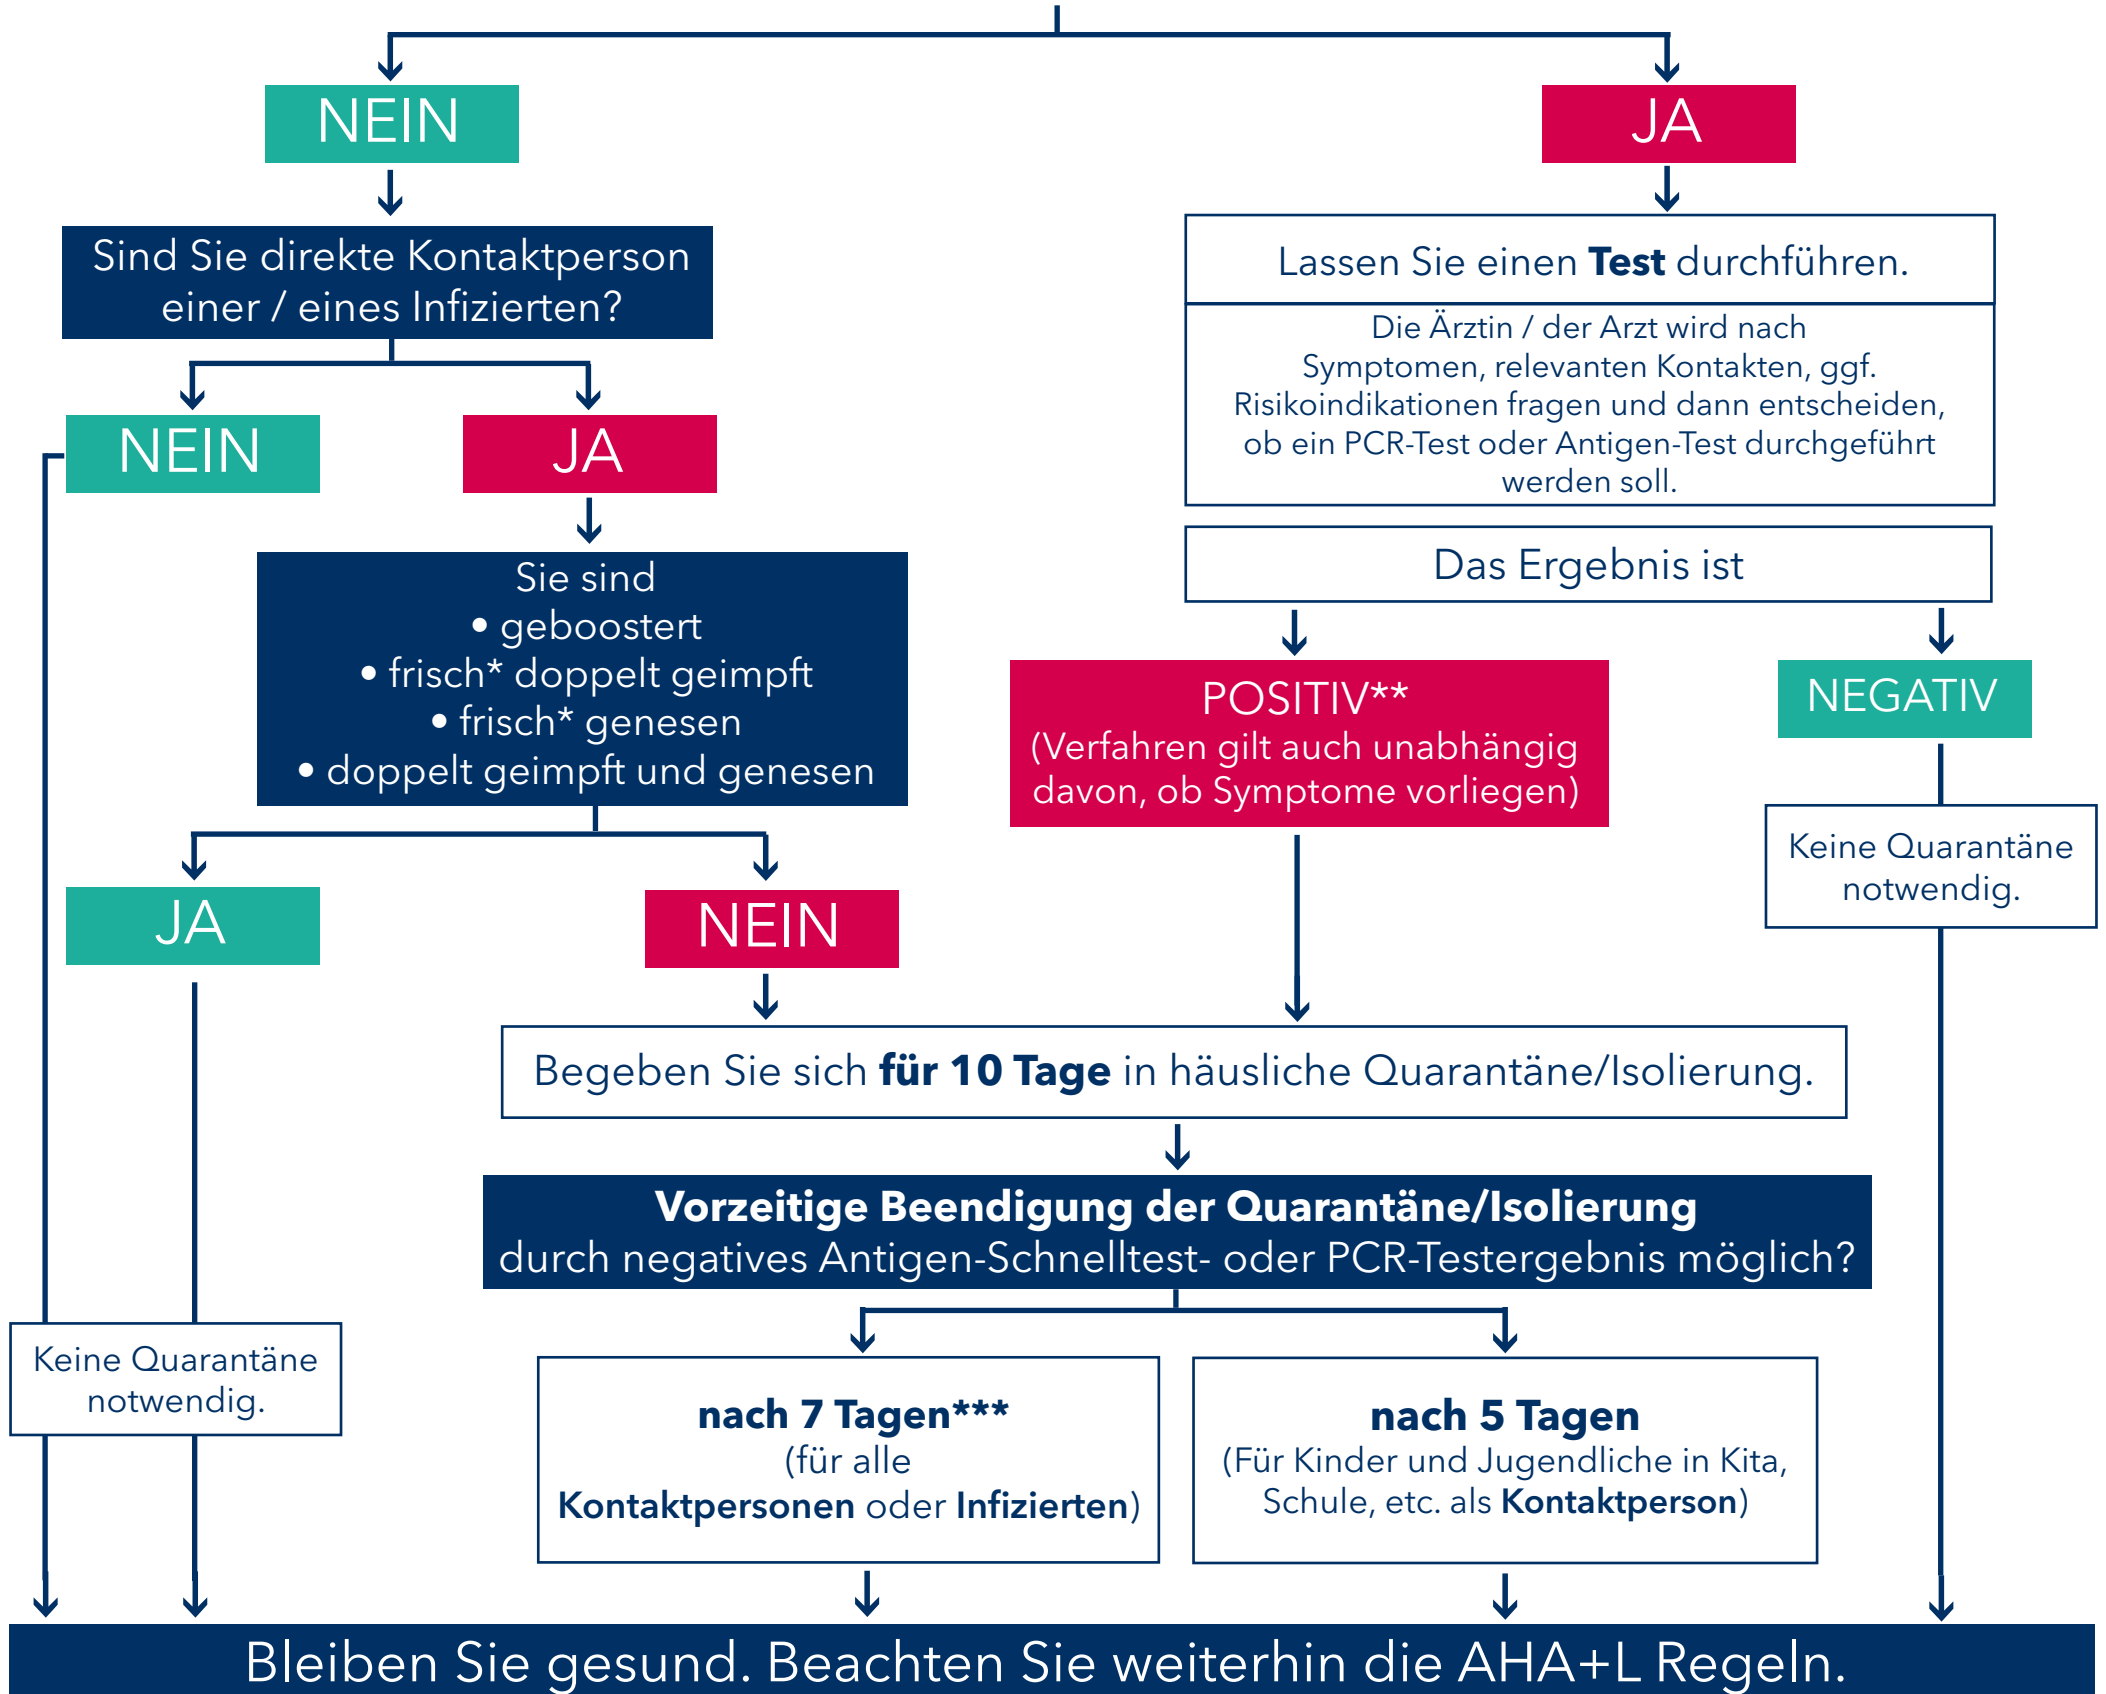 NEIN
JA
Sind Sie direkte Kontaktperson
einer / eines Infizierten?
NEIN
JA
Sie sind
• geboostert
• frisch* doppelt geimpft
• frisch* genesen
• doppelt geimpft und genesen
JA
NEIN
Lassen Sie einen Test durchführen.
Die Ärztin / der Arzt wird nach
Symptomen, relevanten Kontakten, ggf.
Risikoindikationen fragen und dann entscheiden,
ob ein PCR-Test oder Antigen-Test durchgeführt
werden soll.
Das Ergebnis ist
POSITIV**
(Verfahren gilt auch unabhängig
davon, ob Symptome vorliegen)
NEGATIV
Keine Quarantäne
notwendig.
Begeben Sie sich für 10 Tage in häusliche Quarantäne/Isolierung.
Vorzeitige Beendigung der Quarantäne/Isolierung
durch negatives Antigen-Schnelltest- oder PCR-Testergebnis möglich?
Keine Quarantäne
notwendig.
nach 7 Tagen***
(für alle
Kontaktpersonen oder Infizierten)
nach 5 Tagen
(Für Kinder und Jugendliche in Kita,
Schule, etc. als Kontaktperson)
Bleiben Sie gesund. Beachten Sie weiterhin die AHA+L Regeln.